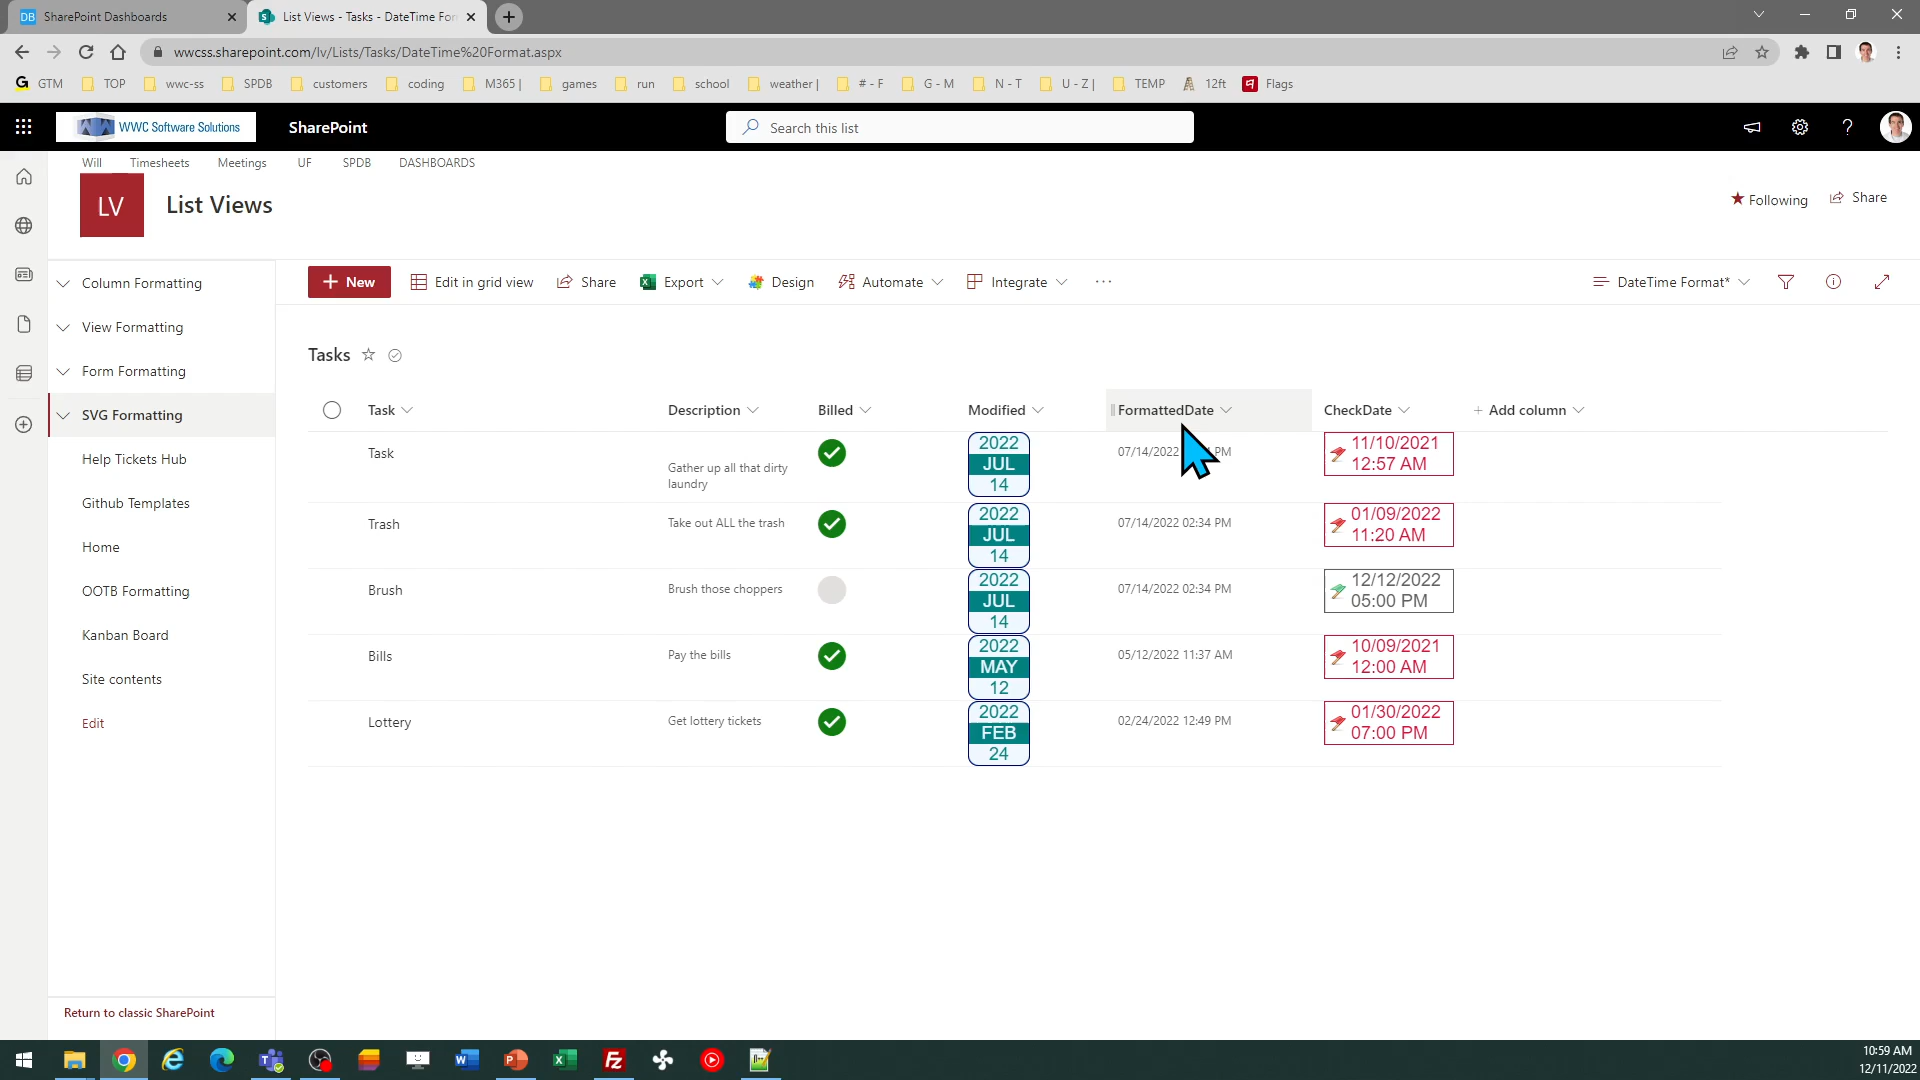 DB SharePoint Dashboards
S List Views - Tasks - DateTime For
wwcss.sharepoint.com/lv/Lists/Tasks/DateTime%20Format.aspx
G GTM TOP wwc-ss SPDB customers coding M365 | games run school weather | # - F G - M N - T U - Z | TEMP 12ft Flags
WWC Software Solutions SharePoint Search this list ?
Will Timesheets Meetings UF SPDB DASHBOARDS
LV List Views Following Share
Column Formatting
View Formatting
Form Formatting
SVG Formatting
Help Tickets Hub
Github Templates
Home
OOTB Formatting
Kanban Board
Site contents
Edit
Return to classic SharePoint
+ New Edit in grid view Share Export Design Automate Integrate ... DateTime Format*
Tasks
Task Description Billed Modified FormattedDate CheckDate + Add column
Task Gather up all that dirty laundry 2022 JUL 14 07/14/2022 PM 11/10/2021 12:57 AM
Trash Take out ALL the trash 2022 JUL 14 07/14/2022 02:34 PM 01/09/2022 11:20 AM
Brush Brush those choppers 2022 JUL 14 07/14/2022 02:34 PM 12/12/2022 05:00 PM
Bills Pay the bills 2022 MAY 12 05/12/2022 11:37 AM 10/09/2021 12:00 AM
Lottery Get lottery tickets 2022 FEB 24 02/24/2022 12:49 PM 01/30/2022 07:00 PM
10:59 AM
12/11/2022